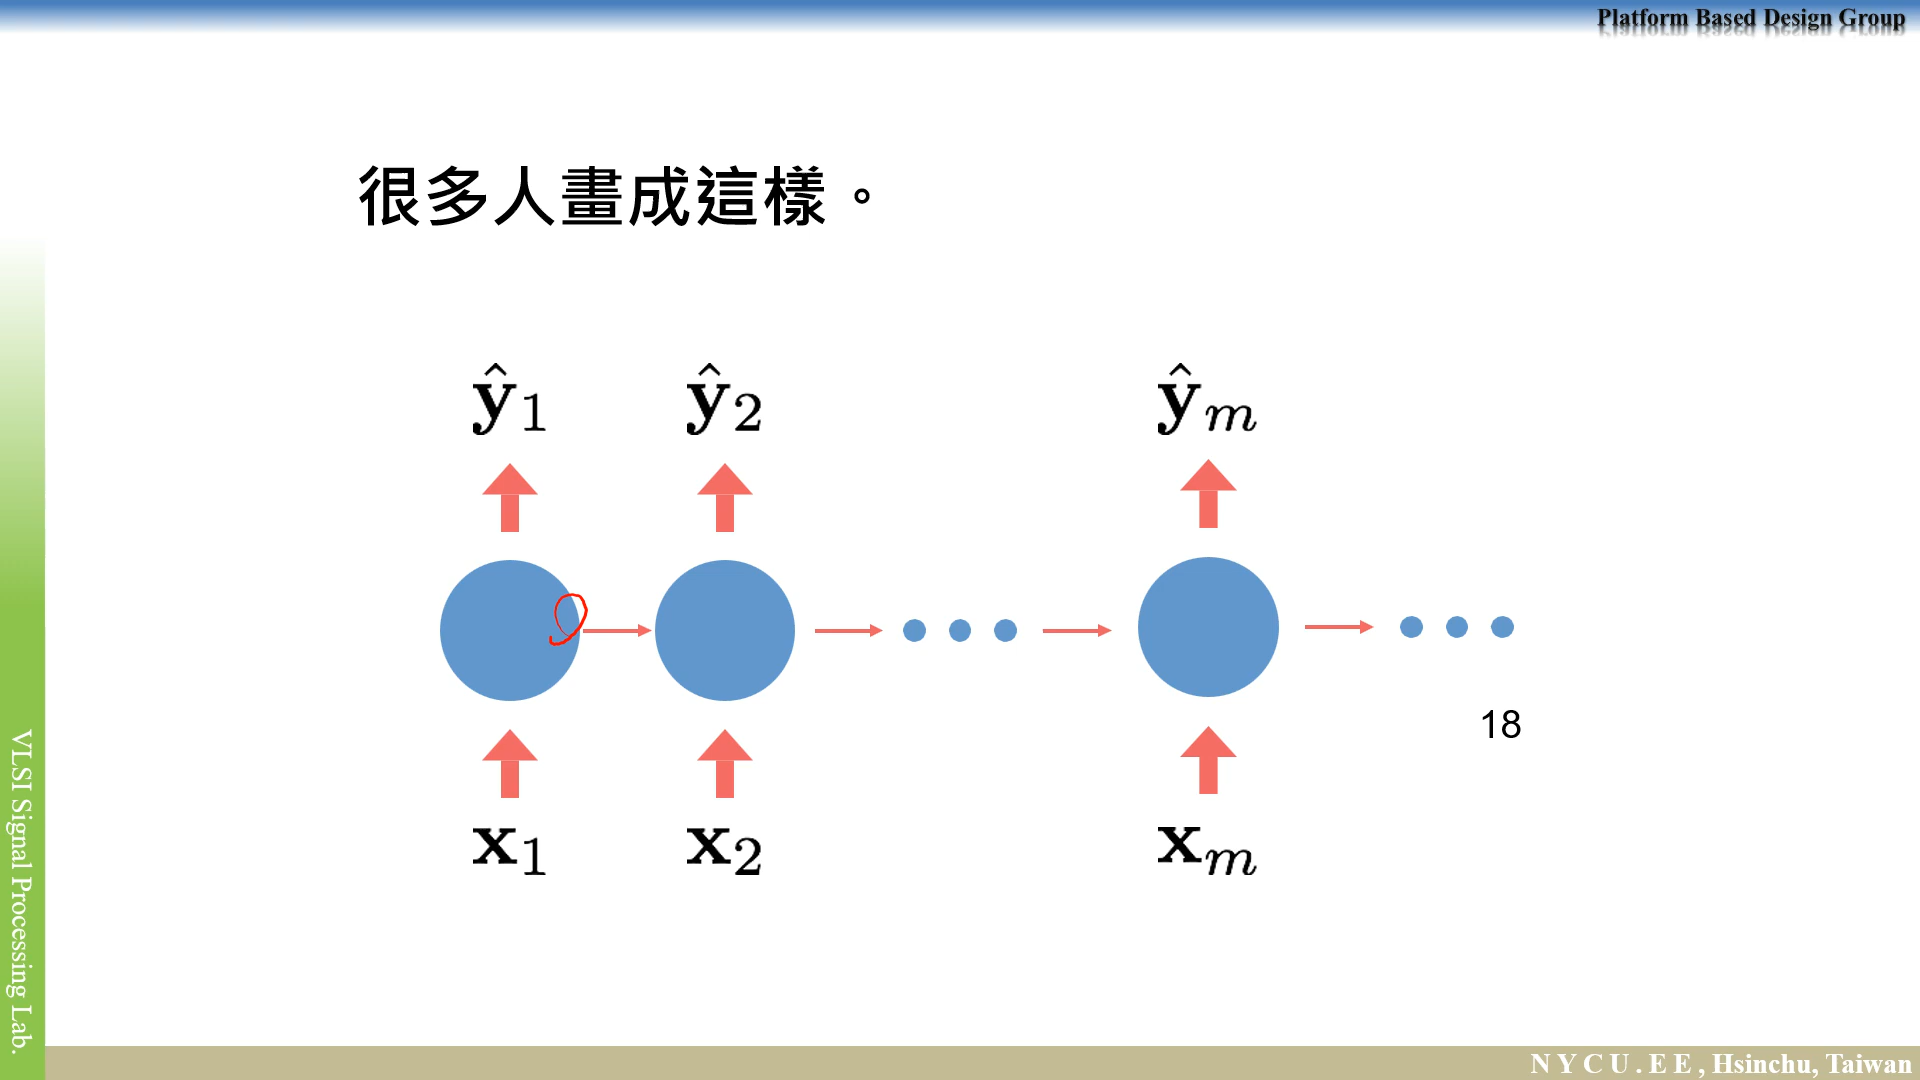 Platform Based Design Group
很多人畫成這樣。
ŷ₁ ŷ₂ ŷₘ
x₁ x₂ xₘ
18
VLSI Signal Processing Lab.
N Y C U . E E , Hsinchu, Taiwan